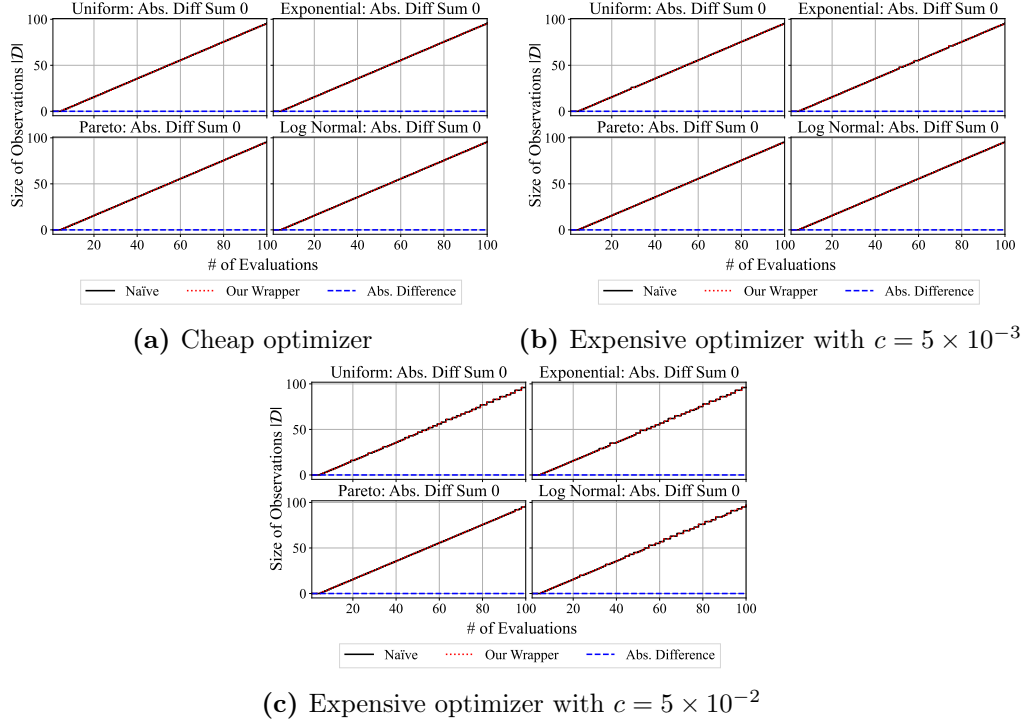 Uniform: Abs. Diff Sum 0
Exponential: Abs. Diff Sum 0
100
50
0
Pareto: Abs. Diff Sum 0
Log Normal: Abs. Diff Sum 0
100
50
0
Size of Observations |D|
20 40 60 80 100
20 40 60 80 100
# of Evaluations
Naïve
Our Wrapper
Abs. Difference
(a) Cheap optimizer
Uniform: Abs. Diff Sum 0
Exponential: Abs. Diff Sum 0
100
50
0
Pareto: Abs. Diff Sum 0
Log Normal: Abs. Diff Sum 0
100
50
0
Size of Observations |D|
20 40 60 80 100
20 40 60 80 100
# of Evaluations
Naïve
Our Wrapper
Abs. Difference
(b) Expensive optimizer with c = 5 × 10⁻³
Uniform: Abs. Diff Sum 0
Exponential: Abs. Diff Sum 0
100
50
0
Pareto: Abs. Diff Sum 0
Log Normal: Abs. Diff Sum 0
100
50
0
Size of Observations |D|
20 40 60 80 100
20 40 60 80 100
# of Evaluations
Naïve
Our Wrapper
Abs. Difference
(c) Expensive optimizer with c = 5 × 10⁻²